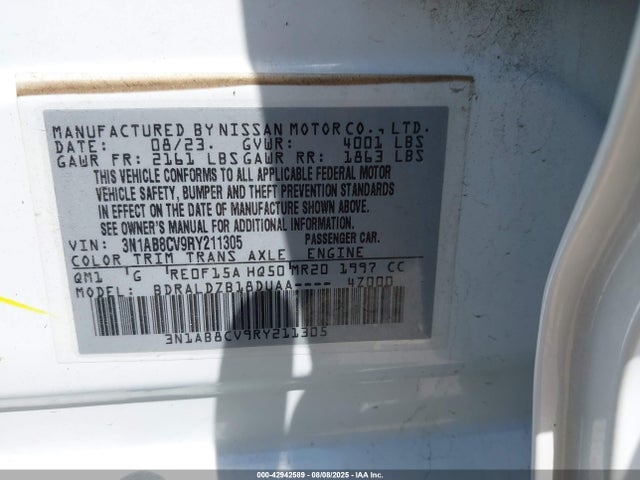 MANUFACTURED BY NISSAN MOTOR CO., LTD.
DATE: 08/23. GVWR: 4001 LBS
GAWR FR: 2161 LBS GAWR RR: 1863 LBS
THIS VEHICLE CONFORMS TO ALL APPLICABLE FEDERAL MOTOR
VEHICLE SAFETY, BUMPER AND THEFT PREVENTION STANDARDS
IN EFFECT ON THE DATE OF MANUFACTURE SHOWN ABOVE.
SEE OWNER'S MANUAL FOR ADDITIONAL INFORMATION.
VIN: 3N1AB8CV9RY211305 PASSENGER CAR.
COLOR TRIM TRANS AXLE ENGINE
QM1 G RE0F15A HQ50 MR20 1997 CC
MODEL: BDRALDZB18DUAA---- 4Z000
3N1AB8CV9RY211305
000-42942589 - 08/08/2025 - IAA Inc.